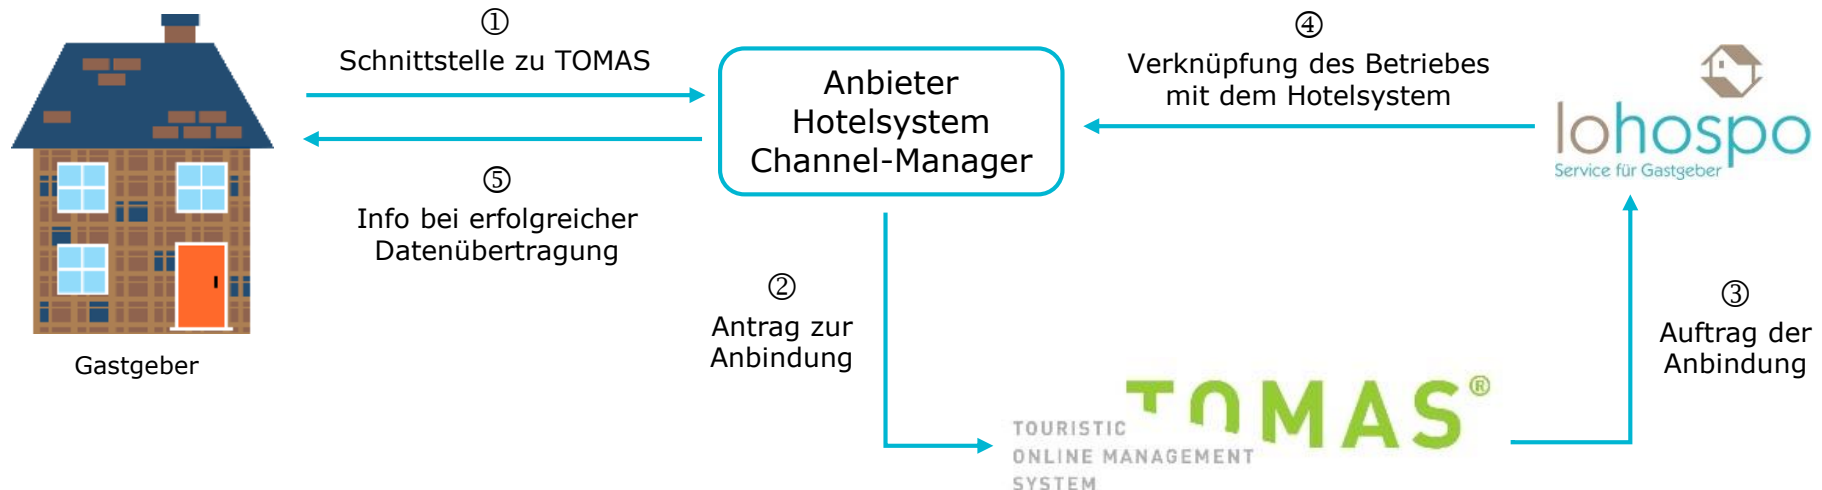 ①
Schnittstelle zu TOMAS
Gastgeber
⑤
Info bei erfolgreicher
Datenübertragung
Anbieter
Hotelsystem
Channel-Manager
②
Antrag zur
Anbindung
TOMAS®
TOURISTIC
ONLINE MANAGEMENT
SYSTEM
③
Auftrag der
Anbindung
④
Verknüpfung des Betriebes
mit dem Hotelsystem
lohospo
Service für Gastgeber